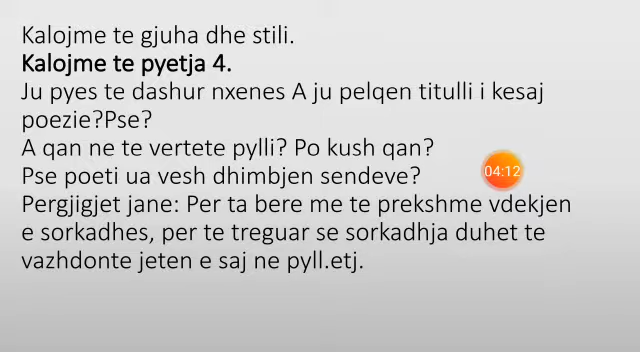 Kalojme te gjuha dhe stili.
Kalojme te pyetja 4.
Ju pyes te dashur nxenes A ju pelqen titulli i kesaj
poezie?Pse?
A qan ne te vertete pylli? Po kush qan?
Pse poeti ua vesh dhimbjen sendeve?
04:12
Pergjigjet jane: Per ta bere me te prekshme vdekjen
e sorkadhes, per te treguar se sorkadhja duhet te
vazhdonte jeten e saj ne pyll.etj.